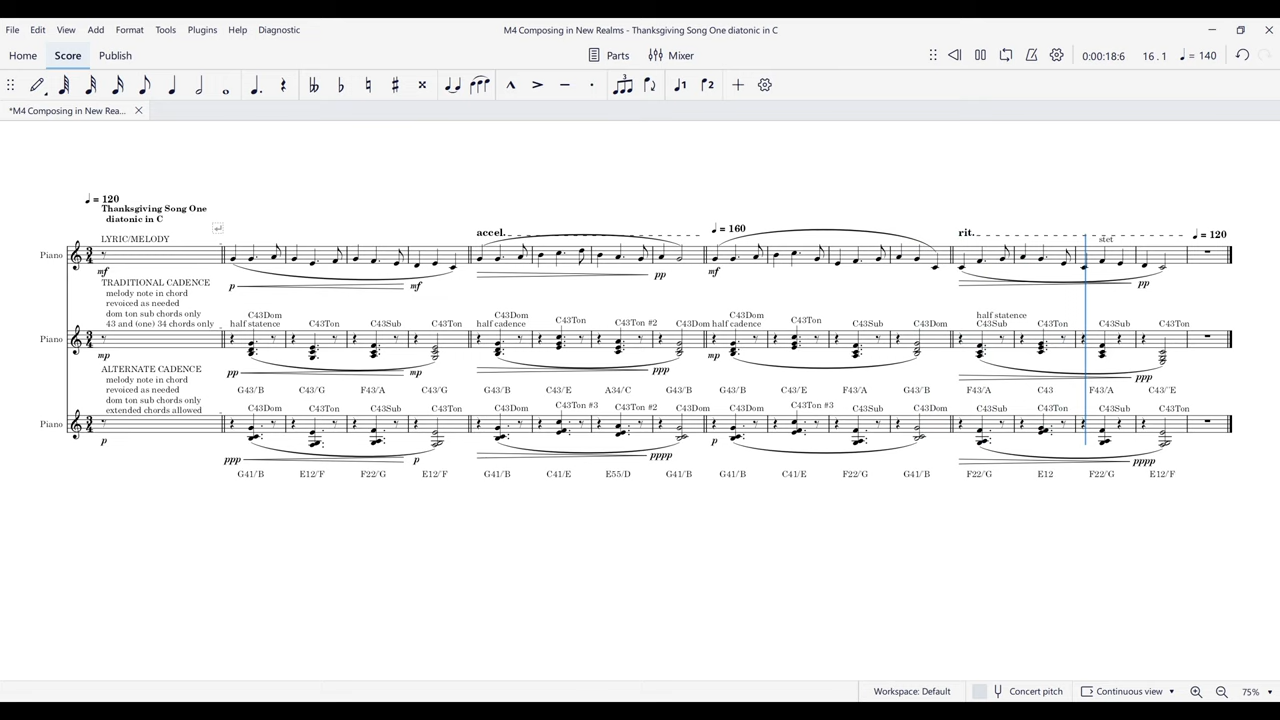 File Edit View Add Format Tools Plugins Help Diagnostic
M4 Composing in New Realms - Thanksgiving Song One diatonic in C
Home Score Publish
Parts Mixer
0:00:18:6 16 . 1 = 140
*M4 Composing in New Rea...
= 120
Thanksgiving Song One
diatonic in C
accel. = 160 rit. = 120
LYRIC/MELODY stet
Piano
mf p mf pp mf pp
TRADITIONAL CADENCE
melody note in chord
revoiced as needed
dom ton sub chords only
43 and (one) 34 chords only
C43Dom C43Dom C43Dom half statence
half statence C43Ton C43Sub C43Ton half cadence C43Ton C43Ton #2 C43Dom half cadence C43Ton C43Sub C43Dom C43Sub C43Ton C43Sub C43Ton
Piano
mp pp mp ppp mp ppp
ALTERNATE CADENCE
melody note in chord
revoiced as needed
dom ton sub chords only
extended chords allowed
G43/B C43/G F43/A C43/G G43/B C43/E A34/C G43/B G43/B C43/E F43/A G43/B F43/A C43 F43/A C43/E
C43Dom C43Ton C43Sub C43Ton C43Dom C43Ton #3 C43Ton #2 C43Dom C43Dom C43Ton #3 C43Sub C43Dom C43Sub C43Ton C43Sub C43Ton
Piano
p ppp p pppp p pppp
G41/B E12/F F22/G E12/F G41/B C41/E E55/D G41/B G41/B C41/E F22/G G41/B F22/G E12 F22/G E12/F
Workspace: Default Concert pitch Continuous view 75%